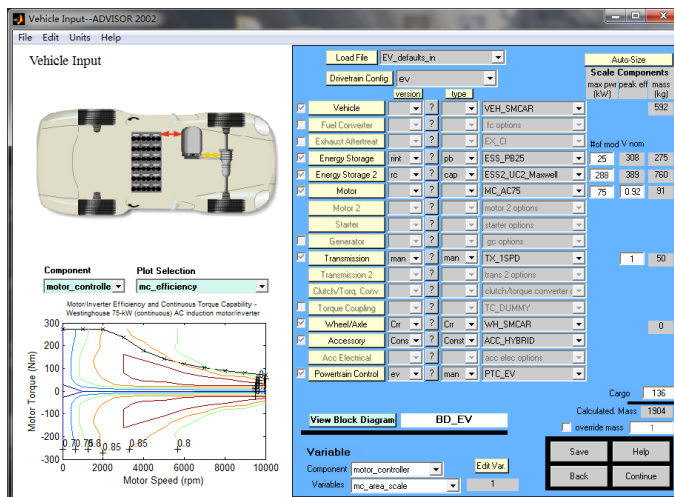 Vehicle Input--ADVISOR 2002
File Edit Units Help
Vehicle Input
Load File EV_defaults_in
Auto-Size
Drivetrain Config ev
Scale Components
version type
max pwr (kW) peak eff mass (kg)
Vehicle ? VEH_SMCAR 592
Fuel Converter ? fc options
Exhaust Aftertreat ? EX_CI
#of mod V nom
Energy Storage rint ? pb ESS_PB25 25 308 275
Energy Storage 2 rc ? cap ESS2_UC2_Maxwell 288 389 760
Motor ? MC_AC75 75 0.92 91
Motor 2 ? motor 2 options
Starter ? starter options
Generator ? gc options
Transmission man ? man TX_1SPD 1 50
Transmission 2 ? trans 2 options
Clutch/Torq. Conv. ? clutch/torque converter
Torque Coupling ? TC_DUMMY
Wheel/Axle Crr ? Crr WH_SMCAR 0
Accessory Cons ? Const ACC_HYBRID
Acc Electrical ? acc elec options
Powertrain Control ev ? man PTC_EV
Cargo 136
Calculated Mass 1904
override mass 1
View Block Diagram BD_EV
Variable
Component motor_controller
Edit Var.
Variables mc_area_scale 1
Save Help
Back Continue
Component Plot Selection
motor_controlle mc_efficiency
Motor/Inverter Efficiency and Continuous Torque Capability -
Westinghouse 75-kW (continuous) AC induction motor/inverter
Motor Torque (Nm)
300
200
100
0
100
200
-300
0.7 0.75 0.8 0.85 0.85 0.8
0 2000 4000 6000 8000 10000
Motor Speed (rpm)